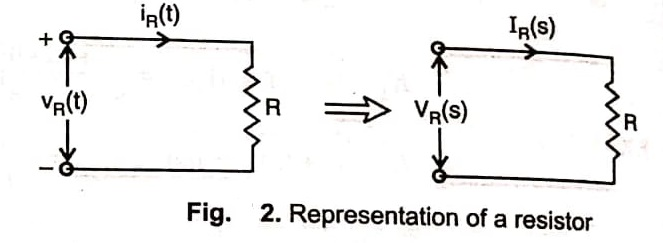 i_R(t)
+
v_R(t)
R
−
I_R(s)
V_R(s)
R
Fig. 2. Representation of a resistor